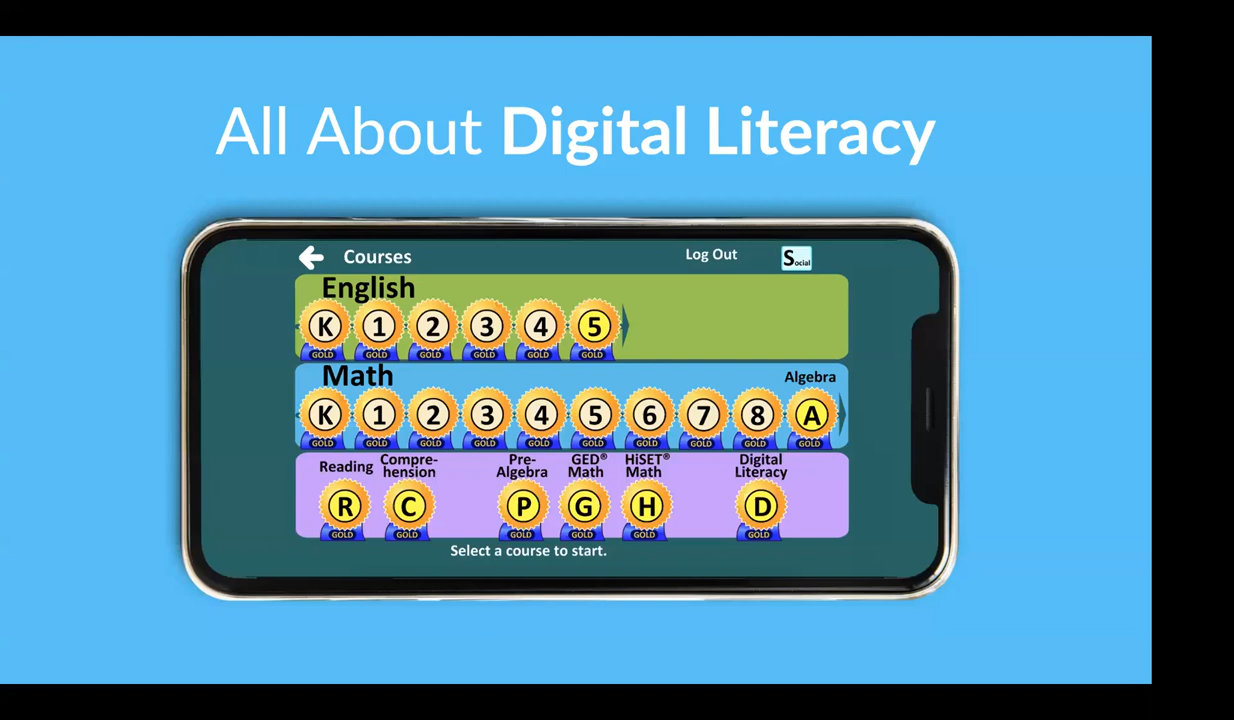 All About Digital Literacy
Courses
Log Out
Social
English
K 1 2 3 4 5
GOLD GOLD GOLD GOLD GOLD GOLD
Math
Algebra
K 1 2 3 4 5 6 7 8 A
GOLD GOLD GOLD GOLD GOLD GOLD GOLD GOLD GOLD GOLD
Reading
Compre-
hension
Pre-
Algebra
GED®
Math
HiSET®
Math
Digital
Literacy
R C P G H D
GOLD GOLD GOLD GOLD GOLD GOLD
Select a course to start.